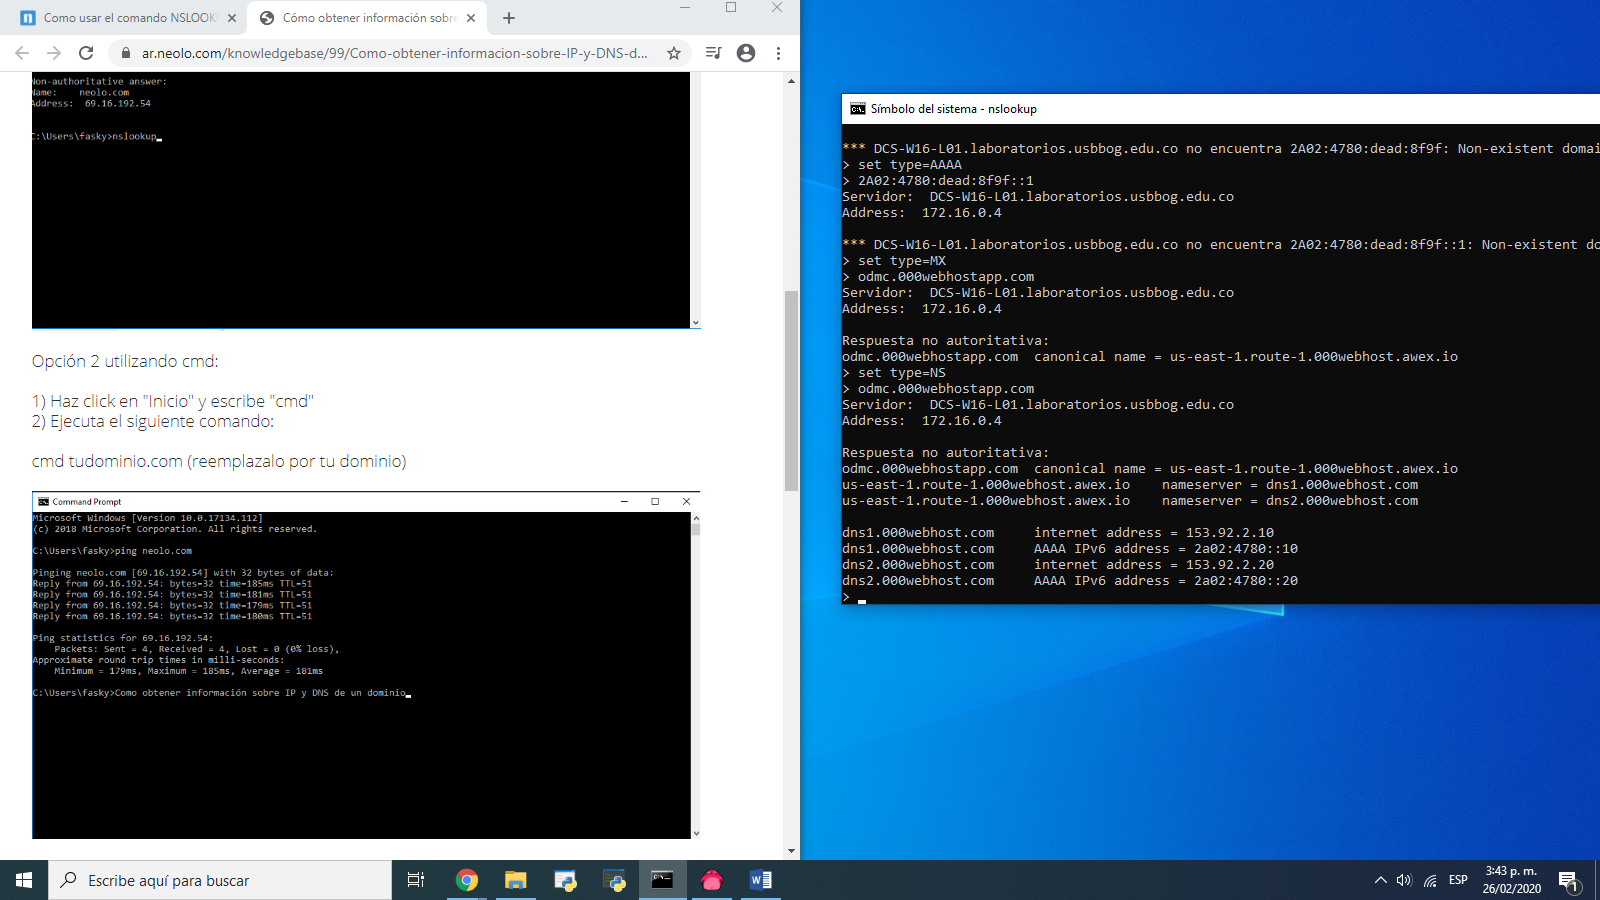 Como usar el comando NSLOOK
Cómo obtener información sobre
ar.neolo.com/knowledgebase/99/Como-obtener-informacion-sobre-IP-y-DNS-d...
Non-authoritative answer:
Name:    neolo.com
Address:  69.16.192.54
C:\Users\fasky>nslookup
Opción 2 utilizando cmd:
1) Haz click en "Inicio" y escribe "cmd"
2) Ejecuta el siguiente comando:
cmd tudominio.com (reemplazalo por tu dominio)
Command Prompt
Microsoft Windows [Version 10.0.17134.112]
(c) 2018 Microsoft Corporation. All rights reserved.
C:\Users\fasky>ping neolo.com
Pinging neolo.com [69.16.192.54] with 32 bytes of data:
Reply from 69.16.192.54: bytes=32 time=185ms TTL=51
Reply from 69.16.192.54: bytes=32 time=181ms TTL=51
Reply from 69.16.192.54: bytes=32 time=179ms TTL=51
Reply from 69.16.192.54: bytes=32 time=180ms TTL=51
Ping statistics for 69.16.192.54:
    Packets: Sent = 4, Received = 4, Lost = 0 (0% loss),
Approximate round trip times in milli-seconds:
    Minimum = 179ms, Maximum = 185ms, Average = 181ms
C:\Users\fasky>Como obtener información sobre IP y DNS de un dominio
Símbolo del sistema - nslookup
*** DCS-W16-L01.laboratorios.usbbog.edu.co no encuentra 2A02:4780:dead:8f9f: Non-existent domai
> set type=AAAA
> 2A02:4780:dead:8f9f::1
Servidor:  DCS-W16-L01.laboratorios.usbbog.edu.co
Address:  172.16.0.4
*** DCS-W16-L01.laboratorios.usbbog.edu.co no encuentra 2A02:4780:dead:8f9f::1: Non-existent do
> set type=MX
> odmc.000webhostapp.com
Servidor:  DCS-W16-L01.laboratorios.usbbog.edu.co
Address:  172.16.0.4
Respuesta no autoritativa:
odmc.000webhostapp.com  canonical name = us-east-1.route-1.000webhost.awex.io
> set type=NS
> odmc.000webhostapp.com
Servidor:  DCS-W16-L01.laboratorios.usbbog.edu.co
Address:  172.16.0.4
Respuesta no autoritativa:
odmc.000webhostapp.com  canonical name = us-east-1.route-1.000webhost.awex.io
us-east-1.route-1.000webhost.awex.io    nameserver = dns1.000webhost.com
us-east-1.route-1.000webhost.awex.io    nameserver = dns2.000webhost.com
dns1.000webhost.com     internet address = 153.92.2.10
dns1.000webhost.com     AAAA IPv6 address = 2a02:4780::10
dns2.000webhost.com     internet address = 153.92.2.20
dns2.000webhost.com     AAAA IPv6 address = 2a02:4780::20
>
Escribe aquí para buscar
ESP
3:43 p. m.
26/02/2020
1